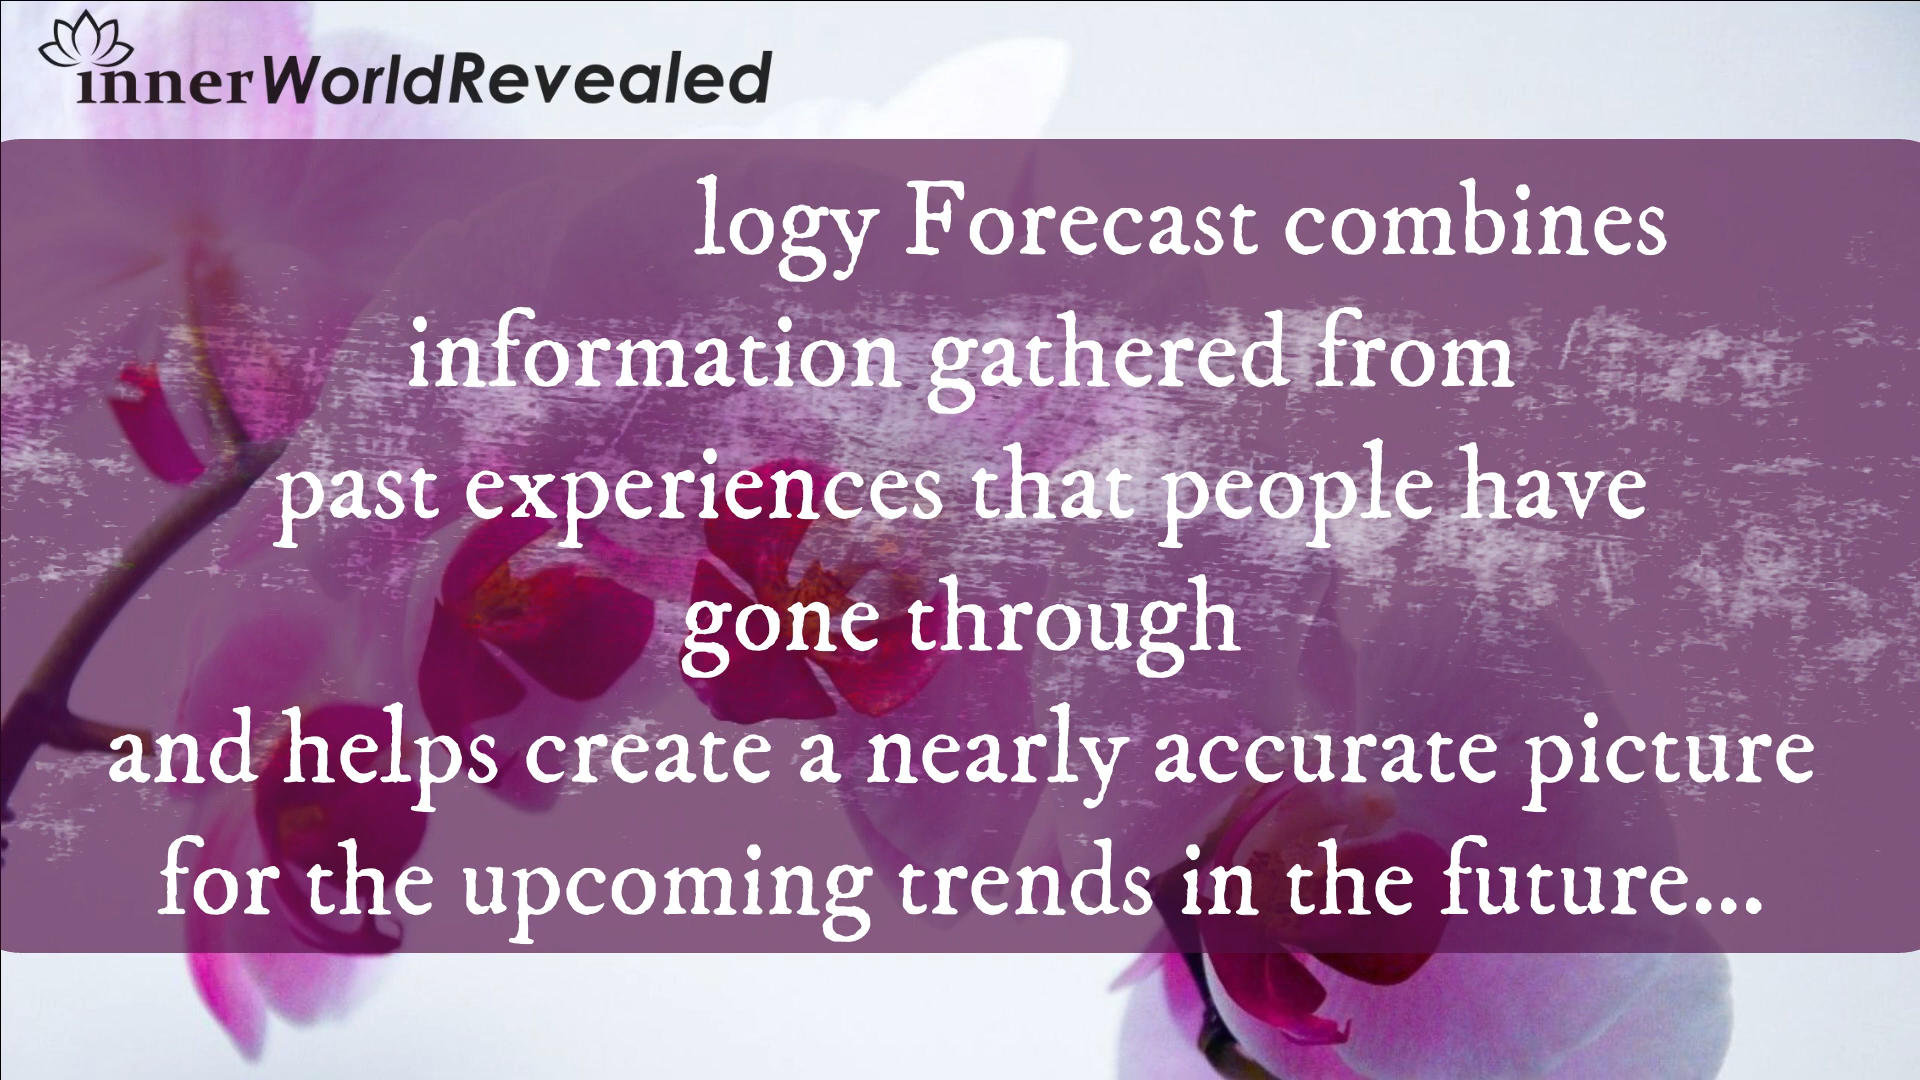 innerWorldRevealed
logy Forecast combines
information gathered from
past experiences that people have
gone through
and helps create a nearly accurate picture
for the upcoming trends in the future...